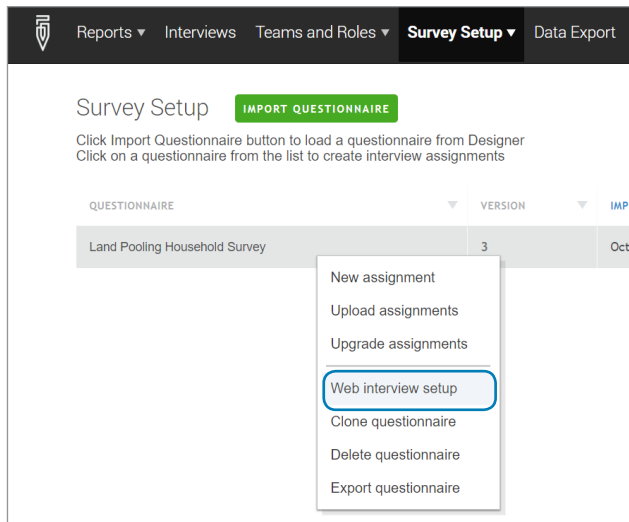 Reports ▾ Interviews Teams and Roles ▾ Survey Setup ▾ Data Export
Survey Setup IMPORT QUESTIONNAIRE
Click Import Questionnaire button to load a questionnaire from Designer
Click on a questionnaire from the list to create interview assignments
QUESTIONNAIRE VERSION IMP
Land Pooling Household Survey 3 Oct
New assignment
Upload assignments
Upgrade assignments
Web interview setup
Clone questionnaire
Delete questionnaire
Export questionnaire